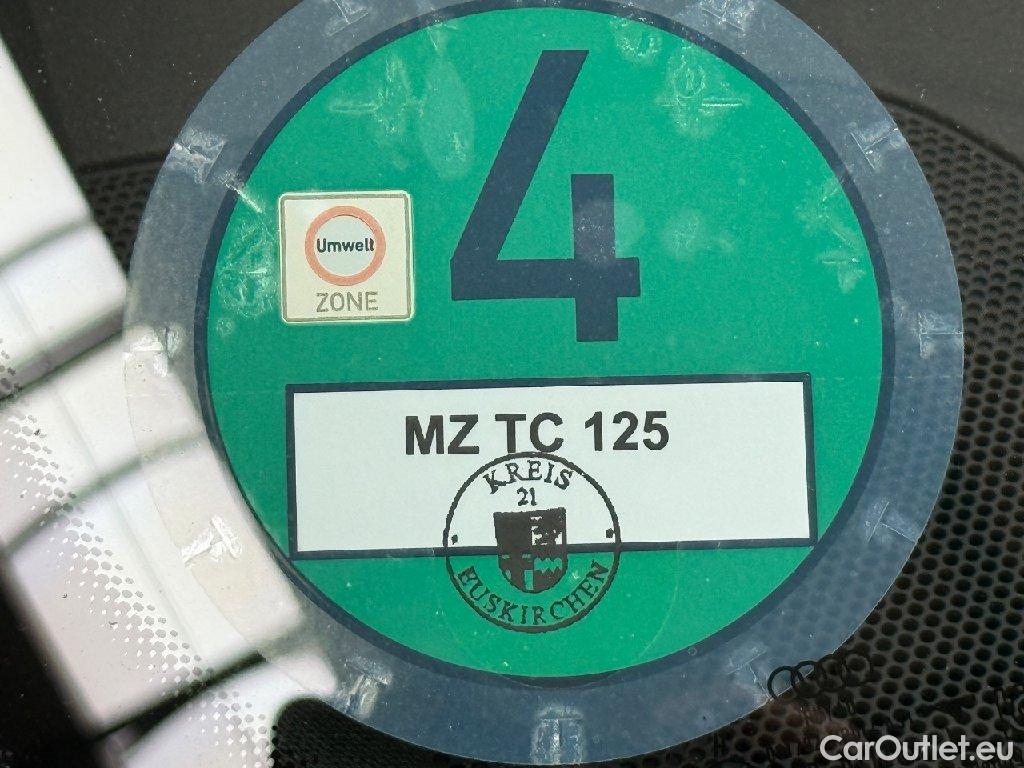 4
Umwelt
ZONE
MZ TC 125
KREIS
21
EUSKIRCHEN
CarOutlet.eu